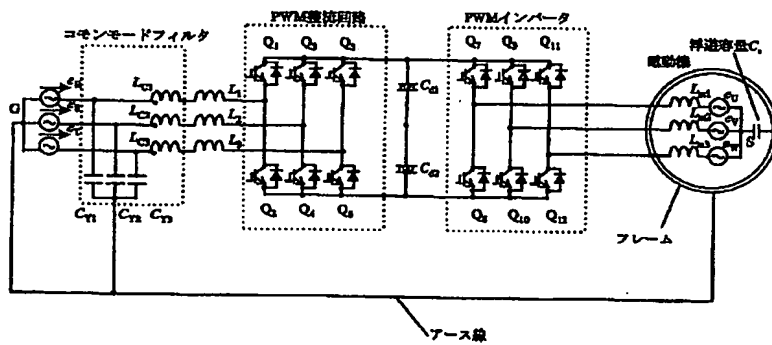 PWM整流回路
PWMインバータ
コモンモードフィルタ
浮遊容量Cs
電動機
Q1
Q3
Q5
Q7
Q9
Q11
LC1
L1
LC2
L2
LC3
L3
G
eR
Cd1
Cd2
Lm1
Lm2
Lm3
eU
eV
eW
S
CY1
CY2
CY3
Q2
Q4
Q6
Q8
Q10
Q12
フレーム
アース線